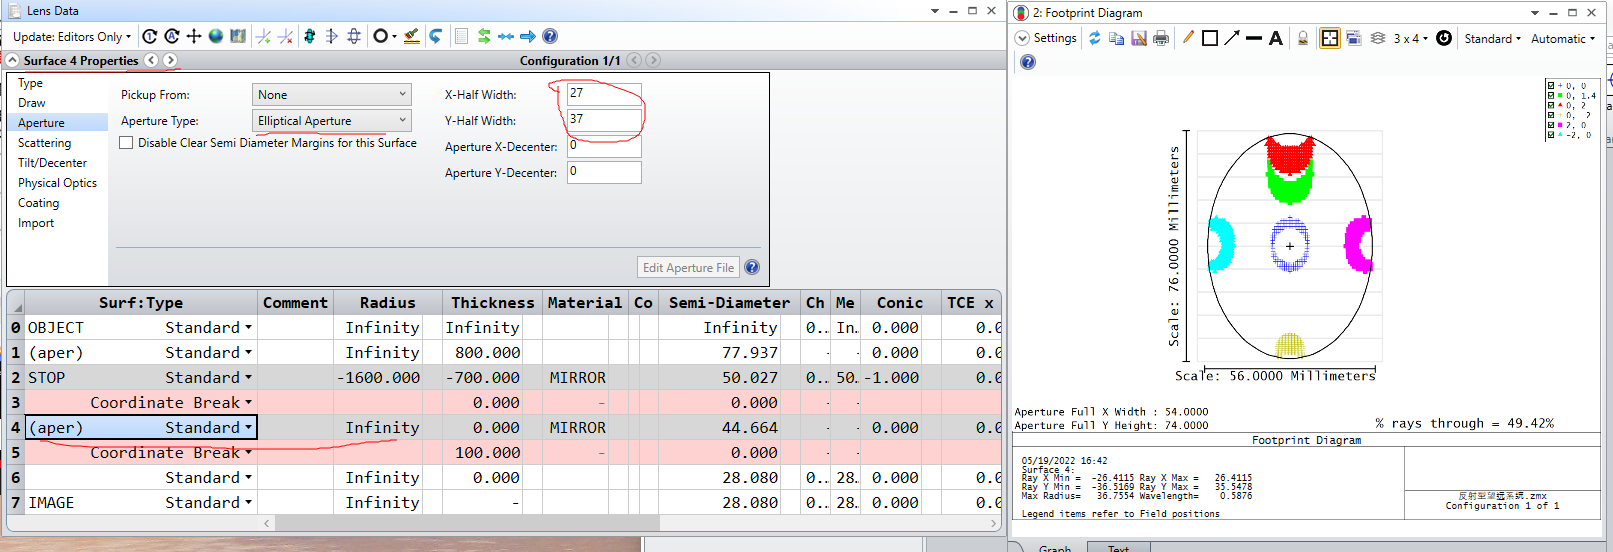 Lens Data
Update: Editors Only
Surface 4 Properties
Configuration 1/1
Type
Draw
Aperture
Scattering
Tilt/Decenter
Physical Optics
Coating
Import
Pickup From: None
Aperture Type: Elliptical Aperture
Disable Clear Semi Diameter Margins for this Surface
X-Half Width: 27
Y-Half Width: 37
Aperture X-Decenter: 0
Aperture Y-Decenter: 0
Edit Aperture File
Surf:Type Comment Radius Thickness Material Co Semi-Diameter Ch Me Conic TCE x
0 OBJECT Standard Infinity Infinity Infinity 0.. In.. 0.000 0.0
1 (aper) Standard Infinity 800.000 77.937 - - 0.000 0.0
2 STOP Standard -1600.000 -700.000 MIRROR 50.027 0.. 50.. -1.000 0.0
3 Coordinate Break 0.000 - 0.000
4 (aper) Standard Infinity 0.000 MIRROR 44.664 - - 0.000 0.0
5 Coordinate Break 100.000 - 0.000
6 Standard Infinity 0.000 28.080 0.. 28.. 0.000 0.0
7 IMAGE Standard Infinity - 28.080 0.. 28.. 0.000 0.0
2: Footprint Diagram
Settings
3 x 4
Standard
Automatic
0, 0
0, 1.4
0, 2
0, -2
2, 0
-2, 0
Scale: 76.0000 Millimeters
Scale: 56.0000 Millimeters
Aperture Full X Width : 54.0000
Aperture Full Y Height: 74.0000
% rays through = 49.42%
Footprint Diagram
05/19/2022 16:42
Surface 4:
Ray X Min = -26.4115 Ray X Max = 26.4115
Ray Y Min = -36.5169 Ray Y Max = 35.5478
Max Radius= 36.7554 Wavelength= 0.5876
Legend items refer to Field positions
反射型望远系统.zmx
Configuration 1 of 1
Graph
Text